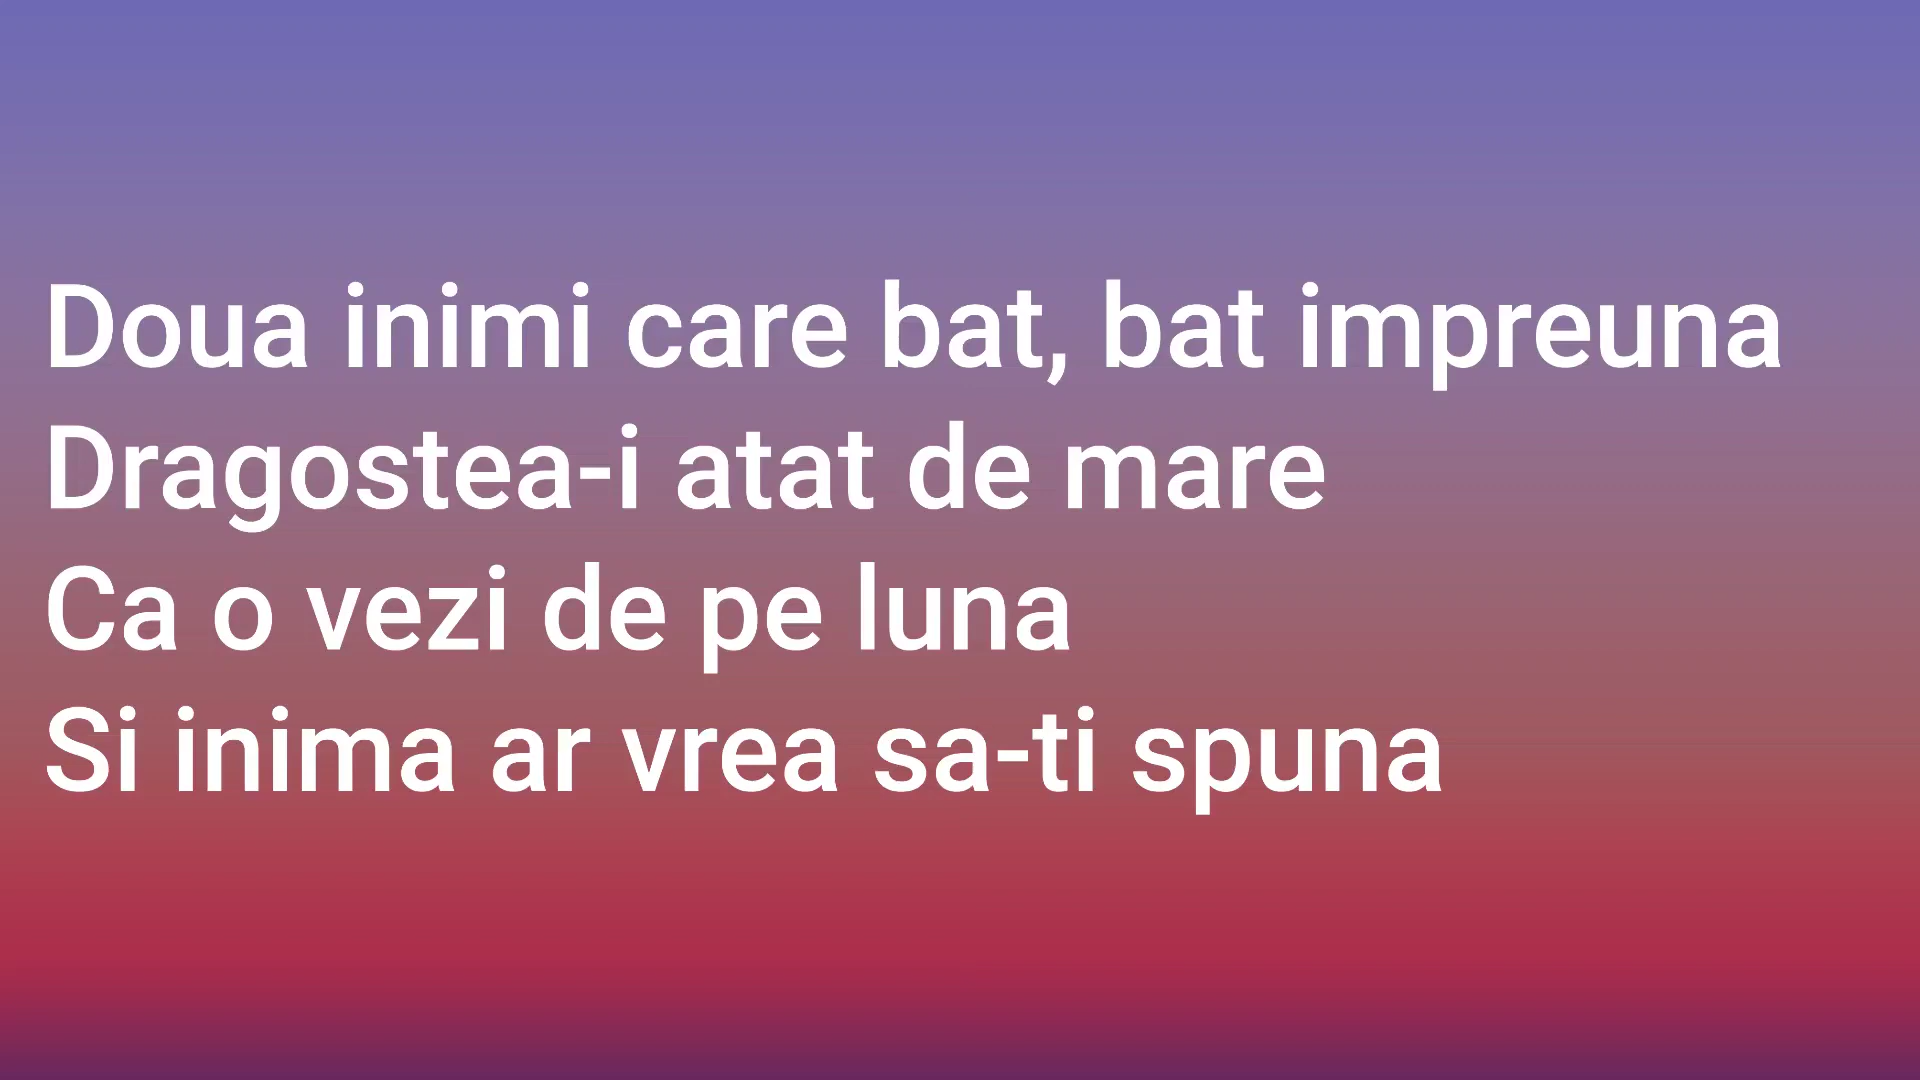 Doua inimi care bat, bat impreuna
Dragostea-i atat de mare
Ca o vezi de pe luna
Si inima ar vrea sa-ti spuna